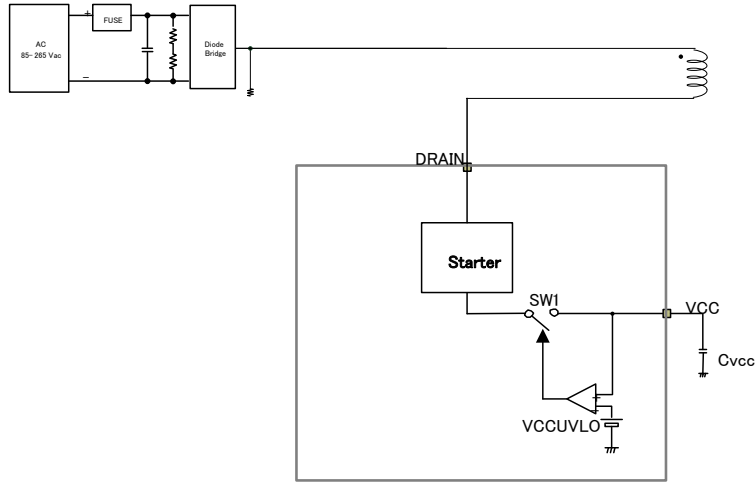 +
FUSE
AC
85-265 Vac
Diode
Bridge
−
DRAIN
Starter
SW1
VCC
Cvcc
+
−
VCCUVLO